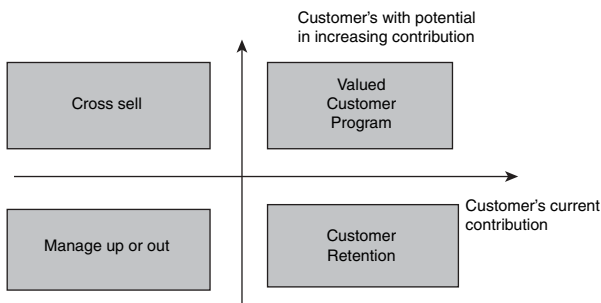 Customer's with potential
in increasing contribution
Cross sell
Valued
Customer
Program
Customer's current
contribution
Manage up or out
Customer
Retention